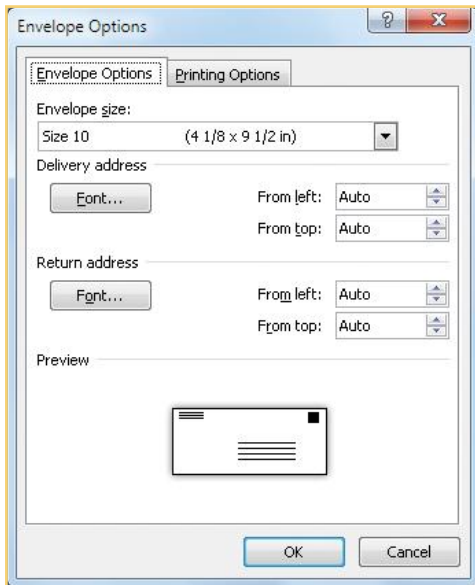 Envelope Options
?
X
Envelope Options Printing Options
Envelope size:
Size 10 (4 1/8 x 9 1/2 in)
Delivery address
Font... From left: Auto
From top: Auto
Return address
Font... From left: Auto
From top: Auto
Preview
OK Cancel